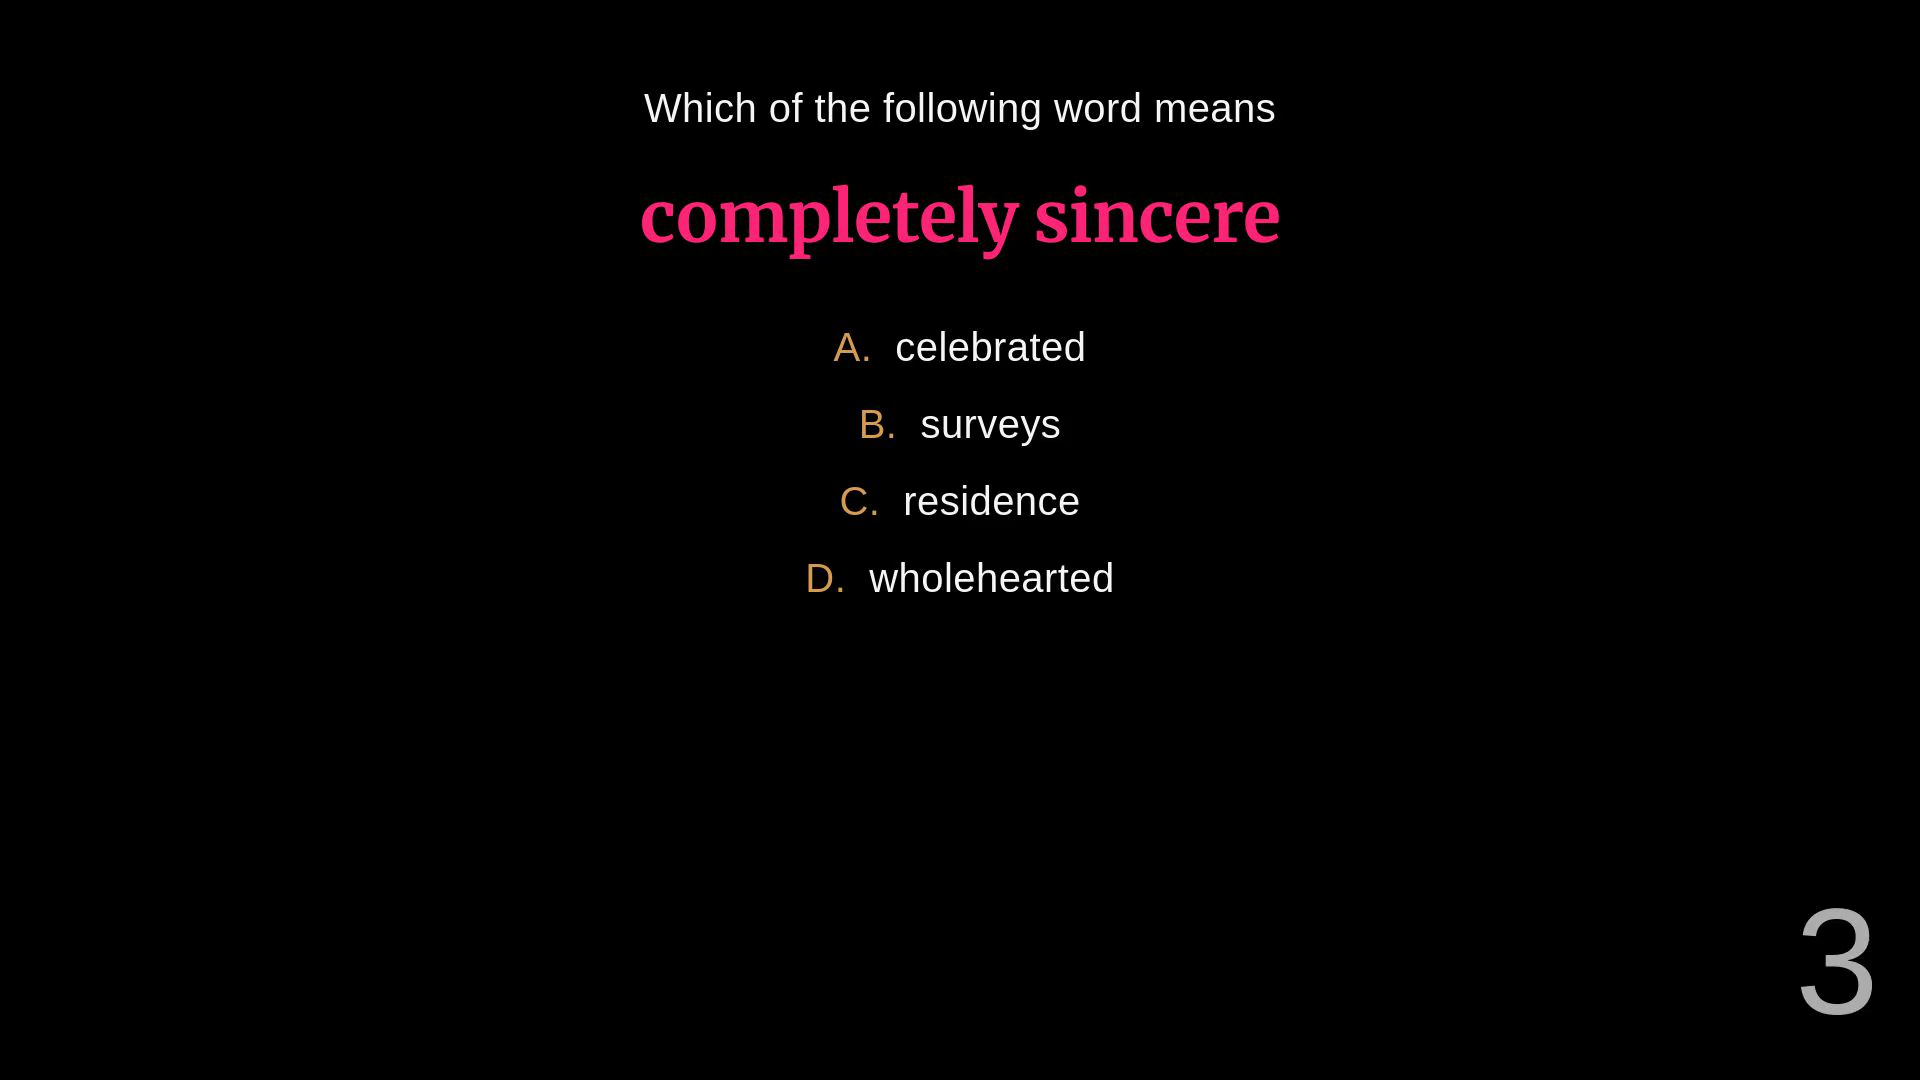 Which of the following word means
completely sincere
A. celebrated
B. surveys
C. residence
D. wholehearted
3